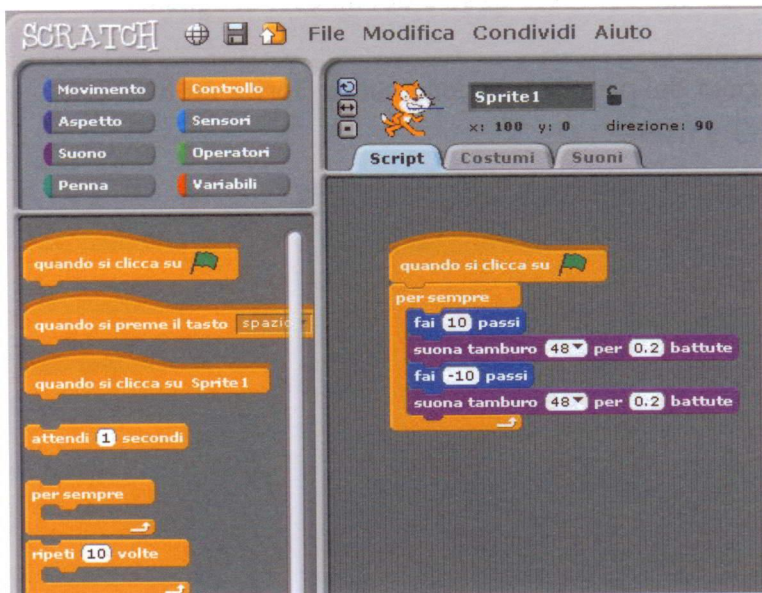 SCRATCH File Modifica Condividi Aiuto
Movimento Controllo
Aspetto Sensori
Suono Operatori
Penna Variabili
Sprite1
x: 100 y: 0 direzione: 90
Script Costumi Suoni
quando si clicca su
quando si preme il tasto spazio
quando si clicca su Sprite1
attendi 1 secondi
per sempre
ripeti 10 volte
quando si clicca su
per sempre
fai 10 passi
suona tamburo 48 per 0.2 battute
fai -10 passi
suona tamburo 48 per 0.2 battute